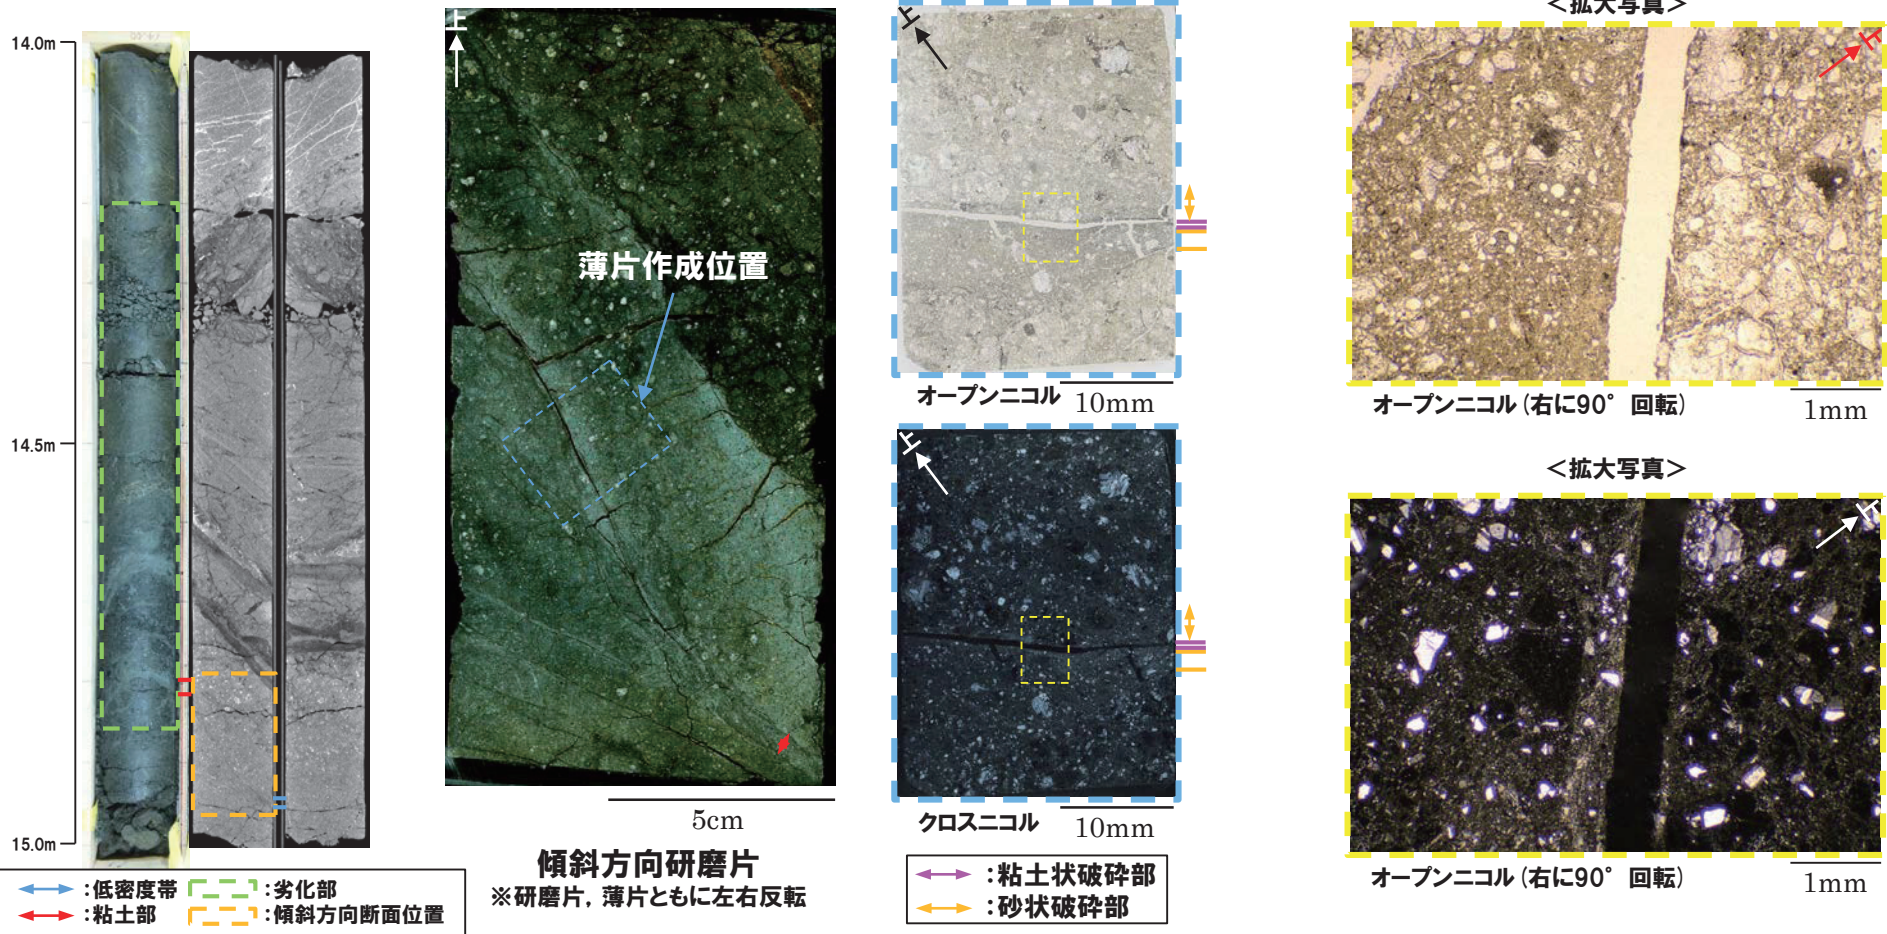 14.0m
14.5m
15.0m
:低密度帯
:劣化部
:粘土部
:傾斜方向断面位置
上
薄片作成位置
5cm
傾斜方向研磨片
※研磨片,薄片ともに左右反転
上
オープンニコル
10mm
上
クロスニコル
10mm
:粘土状破砕部
:砂状破砕部
<拡大写真>
上
オープンニコル(右に90°回転)
1mm
<拡大写真>
上
オープンニコル(右に90°回転)
1mm